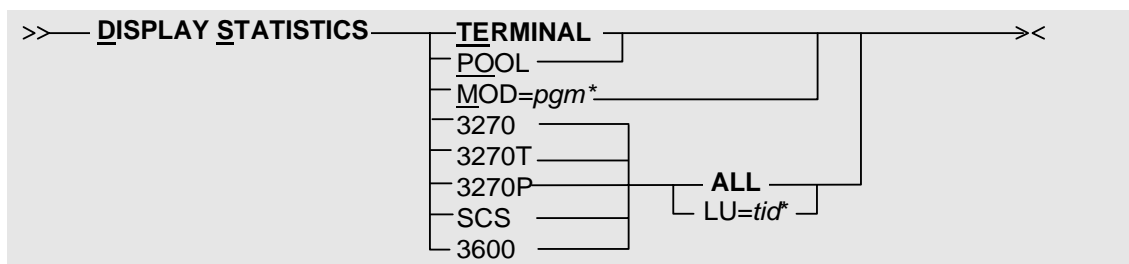 >>— DISPLAY STATISTICS — TERMINAL —><
POOL
MOD=pgm*
3270
3270T
3270P — ALL
SCS LU=tid*
3600